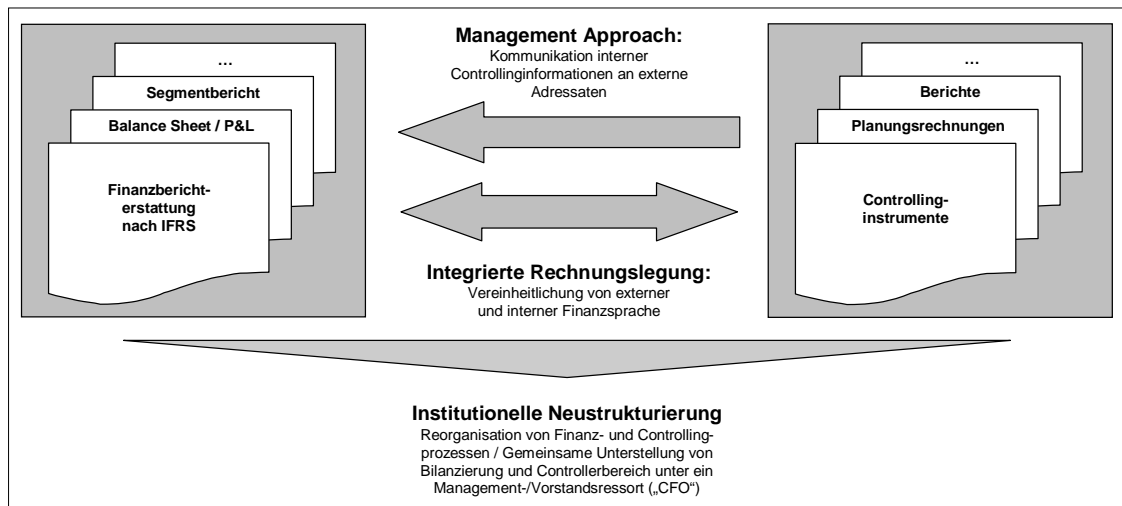 …
Segmentbericht
Balance Sheet / P&L
Finanzbericht-
erstattung
nach IFRS
Management Approach:
Kommunikation interner
Controllinginformationen an externe
Adressaten
Integrierte Rechnungslegung:
Vereinheitlichung von externer
und interner Finanzsprache
…
Berichte
Planungsrechnungen
Controlling-
instrumente
Institutionelle Neustrukturierung
Reorganisation von Finanz- und Controlling-
prozessen / Gemeinsame Unterstellung von
Bilanzierung und Controllerbereich unter ein
Management-/Vorstandsressort („CFO“)